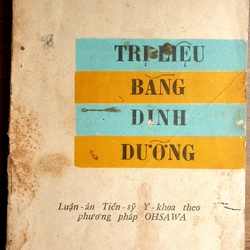 TRỊ LIỆU
BẰNG
DINH
DƯỠNG
Luận-án Tiến-sỹ Y-khoa theo
phương pháp OHSAWA